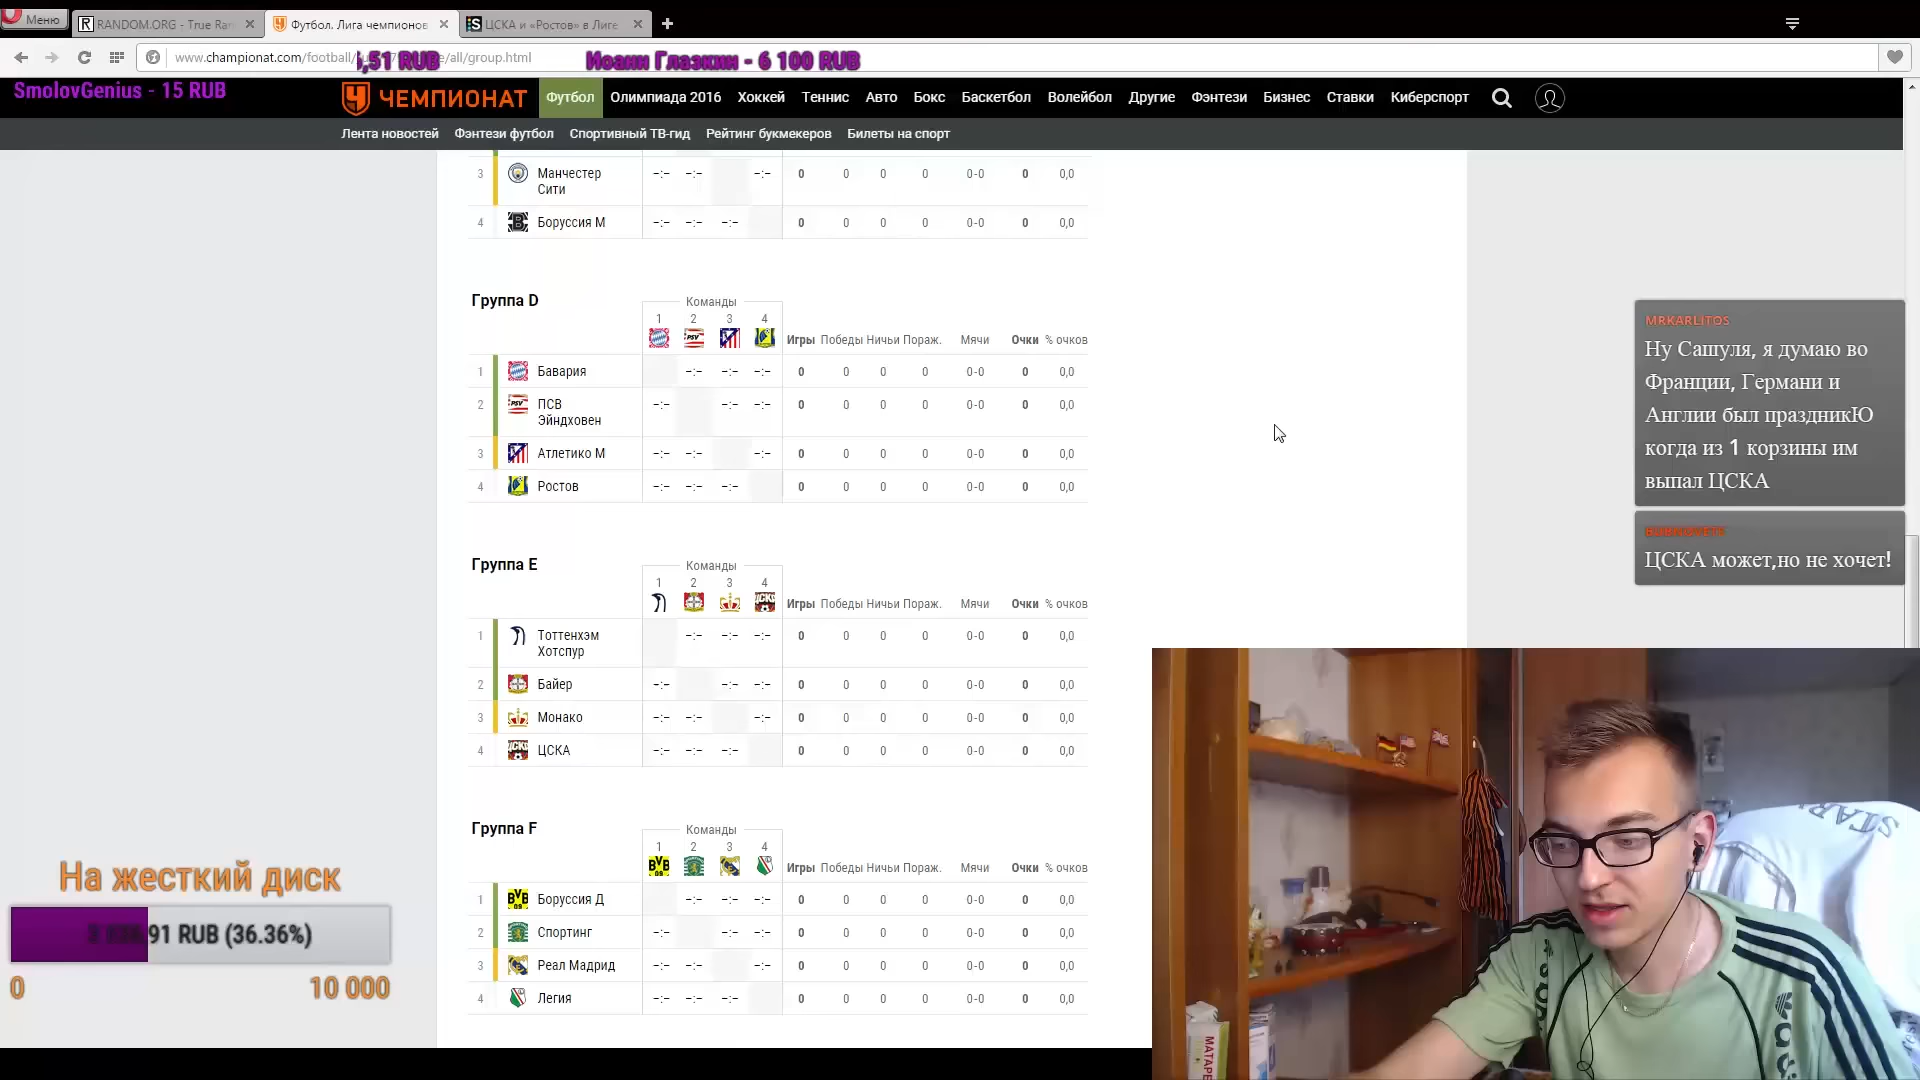 Меню
RANDOM.ORG - True Ran
Футбол. Лига чемпионов
ЦСКА и «Ростов» в Лиге
www.championat.com/football/
e/all/group.html
,51 RUB
Иоанн Глазкин - 6 100 RUB
SmolovGenius - 15 RUB
ЧЕМПИОНАТ
Футбол Олимпиада 2016 Хоккей Теннис Авто Бокс Баскетбол Волейбол Другие Фэнтези Бизнес Ставки Киберспорт
Лента новостей Фэнтези футбол Спортивный ТВ-гид Рейтинг букмекеров Билеты на спорт
3 Манчестер Сити -:- -:- -:- 0 0 0 0 0-0 0 0,0
4 Боруссия М -:- -:- -:- 0 0 0 0 0-0 0 0,0
Группа D
Команды
1 2 3 4
Игры Победы Ничьи Пораж. Мячи Очки % очков
1 Бавария -:- -:- -:- 0 0 0 0 0-0 0 0,0
2 ПСВ Эйндховен -:- -:- -:- 0 0 0 0 0-0 0 0,0
3 Атлетико М -:- -:- -:- 0 0 0 0 0-0 0 0,0
4 Ростов -:- -:- -:- 0 0 0 0 0-0 0 0,0
Группа E
Команды
1 2 3 4
Игры Победы Ничьи Пораж. Мячи Очки % очков
1 Тоттенхэм Хотспур -:- -:- -:- 0 0 0 0 0-0 0 0,0
2 Байер -:- -:- -:- 0 0 0 0 0-0 0 0,0
3 Монако -:- -:- -:- 0 0 0 0 0-0 0 0,0
4 ЦСКА -:- -:- -:- 0 0 0 0 0-0 0 0,0
Группа F
Команды
1 2 3 4
Игры Победы Ничьи Пораж. Мячи Очки % очков
1 Боруссия Д -:- -:- -:- 0 0 0 0 0-0 0 0,0
2 Спортинг -:- -:- -:- 0 0 0 0 0-0 0 0,0
3 Реал Мадрид -:- -:- -:- 0 0 0 0 0-0 0 0,0
4 Легия -:- -:- -:- 0 0 0 0 0-0 0 0,0
MRKARLITOS
Ну Сашуля, я думаю во
Франции, Германи и
Англии был праздникЮ
когда из 1 корзины им
выпал ЦСКА
ЦСКА может,но не хочет!
На жесткий диск
91 RUB (36.36%)
0 10 000